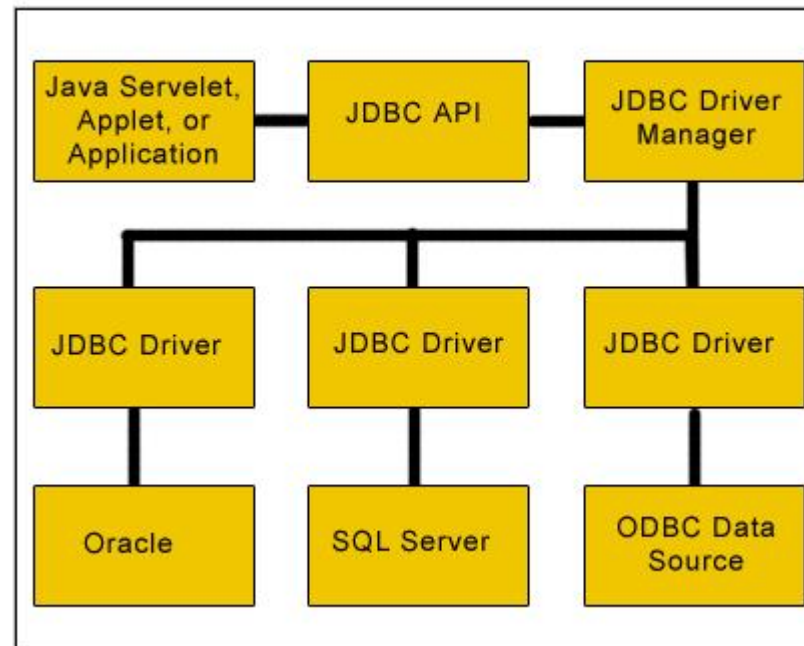 Java Servelet,
Applet, or
Application
JDBC API
JDBC Driver
Manager
JDBC Driver
JDBC Driver
JDBC Driver
Oracle
SQL Server
ODBC Data
Source